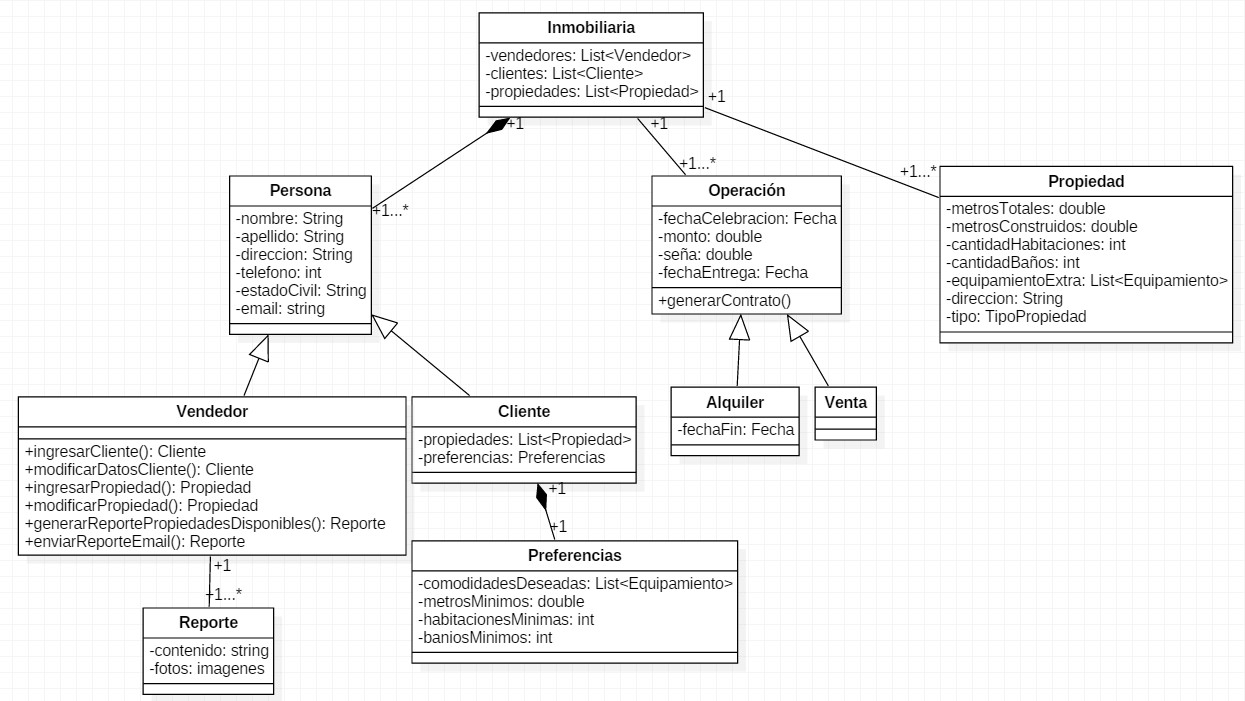 Inmobiliaria
-vendedores: List<Vendedor>
-clientes: List<Cliente>
-propiedades: List<Propiedad>
+1
+1
+1
+1...*
+1...*
+1...*
Persona
-nombre: String
-apellido: String
-direccion: String
-telefono: int
-estadoCivil: String
-email: string
Operación
-fechaCelebracion: Fecha
-monto: double
-seña: double
-fechaEntrega: Fecha
+generarContrato()
Propiedad
-metrosTotales: double
-metrosConstruidos: double
-cantidadHabitaciones: int
-cantidadBaños: int
-equipamientoExtra: List<Equipamiento>
-direccion: String
-tipo: TipoPropiedad
Vendedor
+ingresarCliente(): Cliente
+modificarDatosCliente(): Cliente
+ingresarPropiedad(): Propiedad
+modificarPropiedad(): Propiedad
+generarReportePropiedadesDisponibles(): Reporte
+enviarReporteEmail(): Reporte
Cliente
-propiedades: List<Propiedad>
-preferencias: Preferencias
Alquiler
-fechaFin: Fecha
Venta
+1
+1
+1
+1...*
Preferencias
-comodidadesDeseadas: List<Equipamiento>
-metrosMinimos: double
-habitacionesMinimas: int
-baniosMinimos: int
Reporte
-contenido: string
-fotos: imagenes